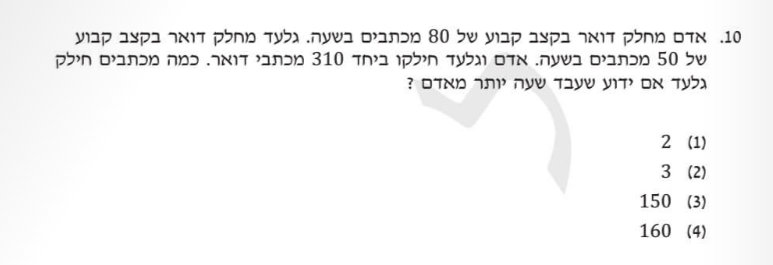 10. אדם מחלק דואר בקצב קבוע של 80 מכתבים בשעה. גלעד מחלק דואר בקצב קבוע
של 50 מכתבים בשעה. אדם וגלעד חילקו ביחד 310 מכתבי דואר. כמה מכתבים חילק
גלעד אם ידוע שעבד שעה יותר מאדם ?
(1) 2
(2) 3
(3) 150
(4) 160